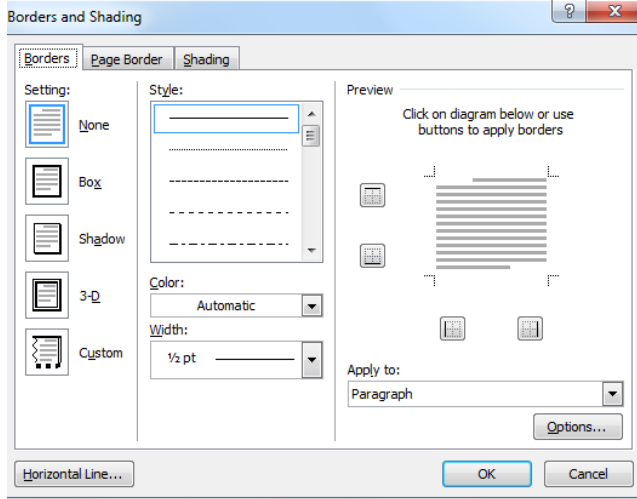 Borders and Shading
Borders Page Border Shading
Setting:
None
Box
Shadow
3-D
Custom
Style:
Color:
Automatic
Width:
½ pt
Preview
Click on diagram below or use
buttons to apply borders
Apply to:
Paragraph
Options...
Horizontal Line...
OK
Cancel